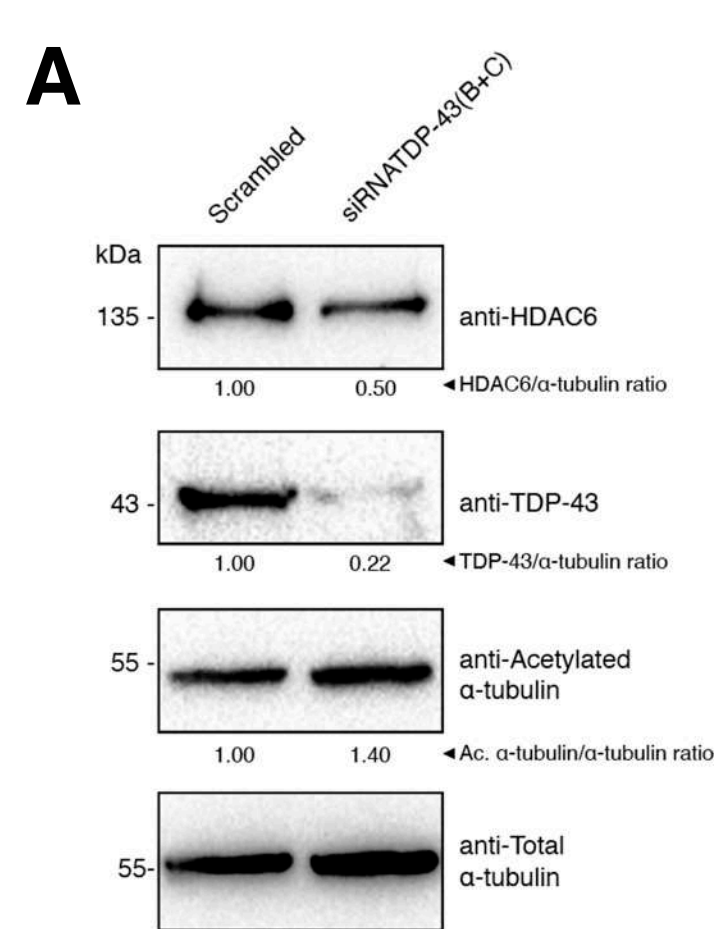 A
Scrambled
siRNATDP-43(B+C)
kDa
135 -
anti-HDAC6
1.00 0.50 ◄HDAC6/α-tubulin ratio
43 -
anti-TDP-43
1.00 0.22 ◄TDP-43/α-tubulin ratio
55 -
anti-Acetylated
α-tubulin
1.00 1.40 ◄Ac. α-tubulin/α-tubulin ratio
55-
anti-Total
α-tubulin